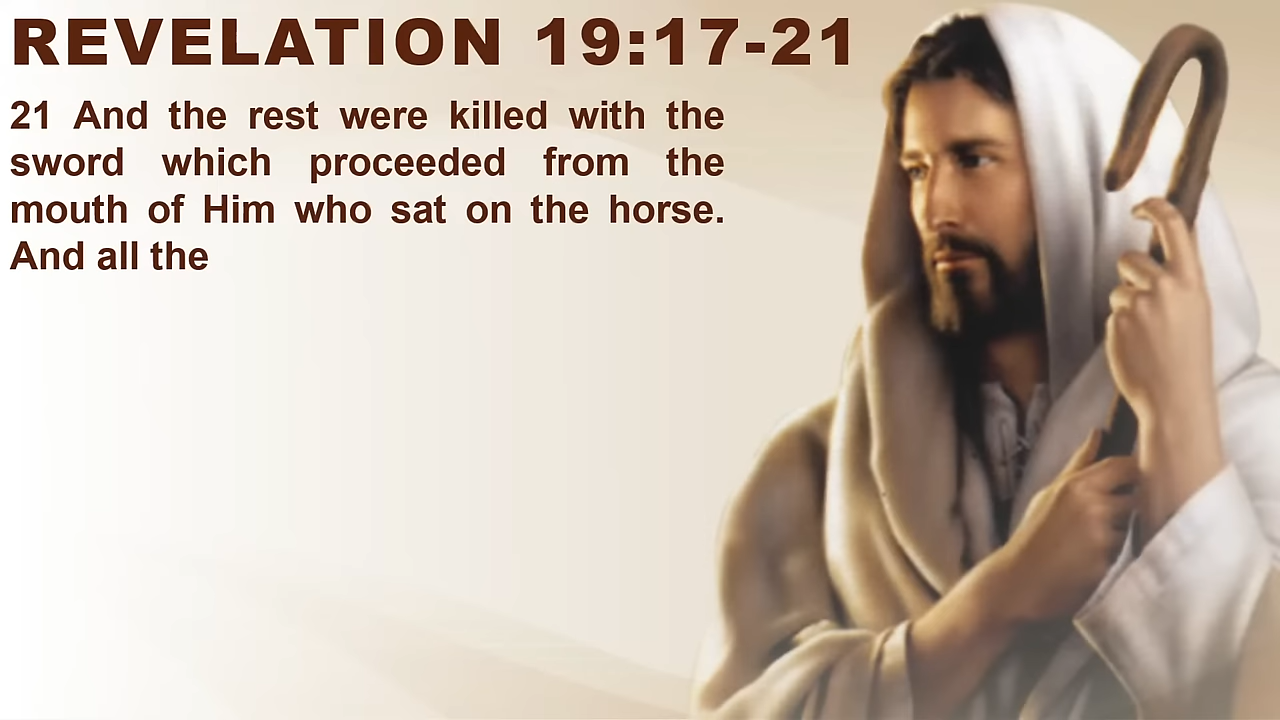 REVELATION 19:17-21
21 And the rest were killed with the
sword which proceeded from the
mouth of Him who sat on the horse.
And all the